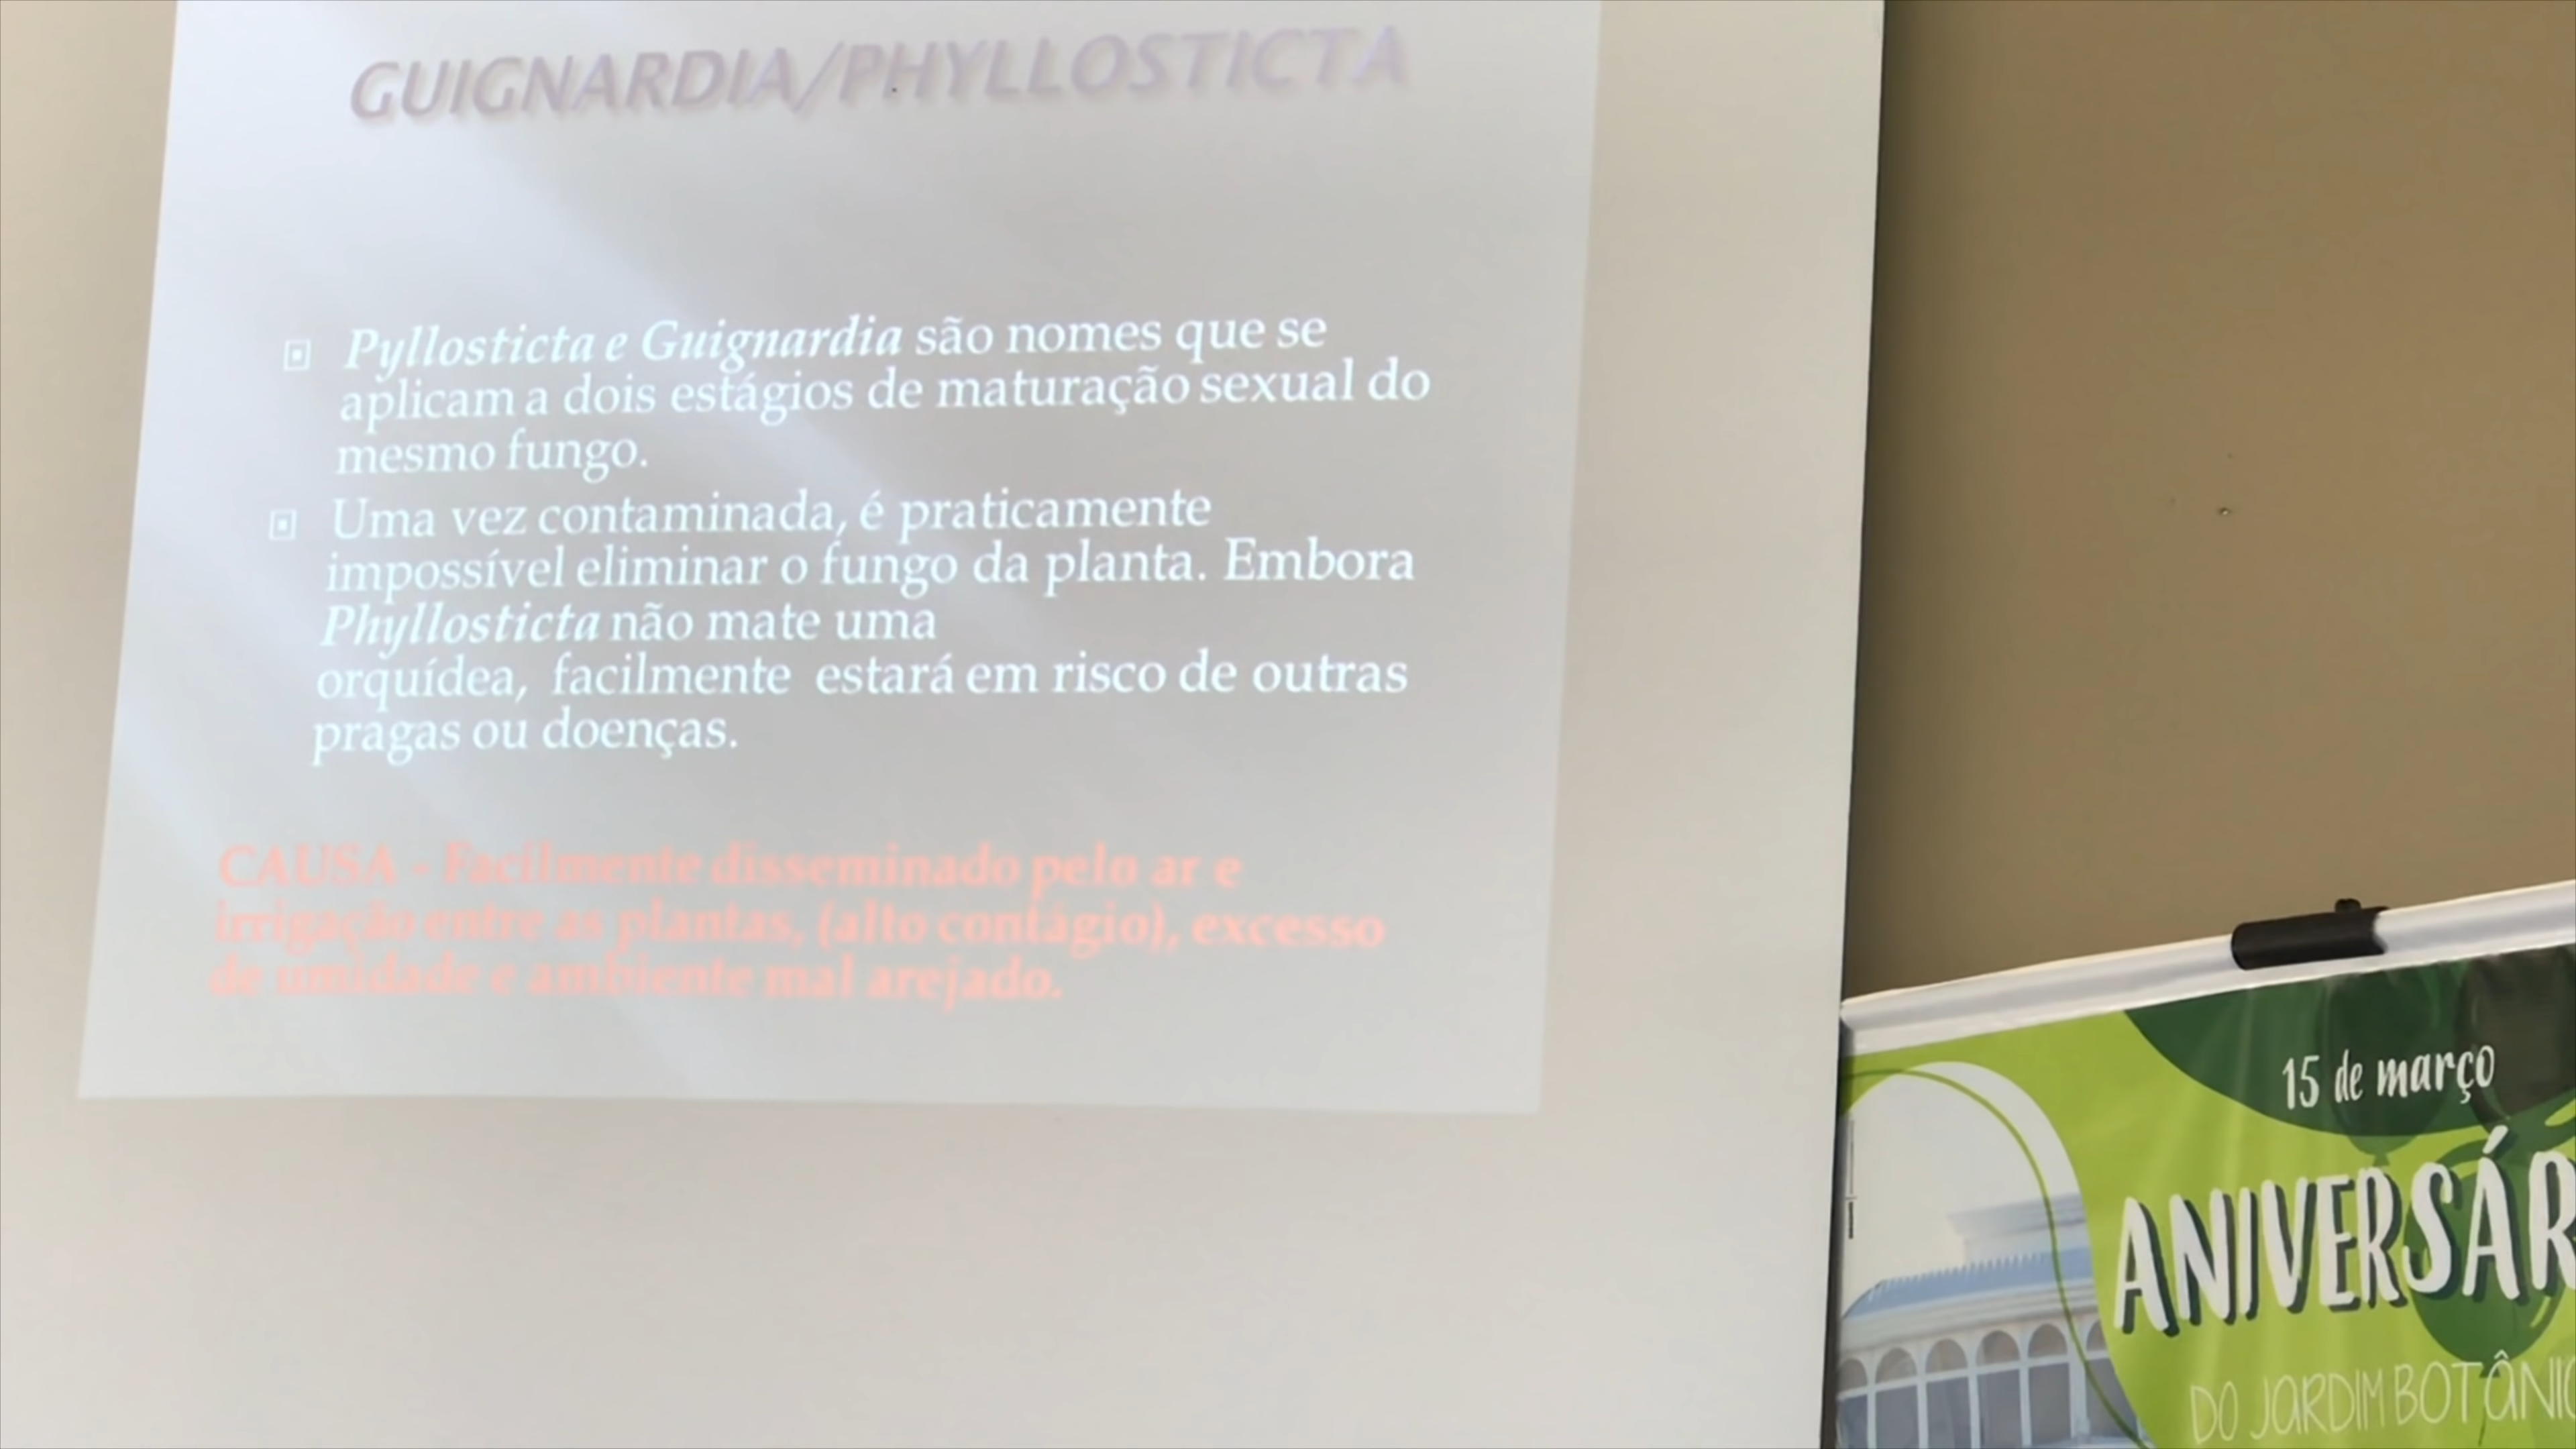 GUIGNARDIA/PHYLLOSTICTA
Pyllosticta e Guignardia são nomes que se
aplicam a dois estágios de maturação sexual do
mesmo fungo.
Uma vez contaminada, é praticamente
impossível eliminar o fungo da planta. Embora
Phyllosticta não mate uma
orquídea, facilmente estará em risco de outras
pragas ou doenças.
CAUSA - Facilmente disseminado pelo ar e
irrigação entre as plantas, (alto contágio), excesso
de umidade e ambiente mal arejado.
15 de março
ANIVERSÁR
DO JARDIM BOTÂNIC